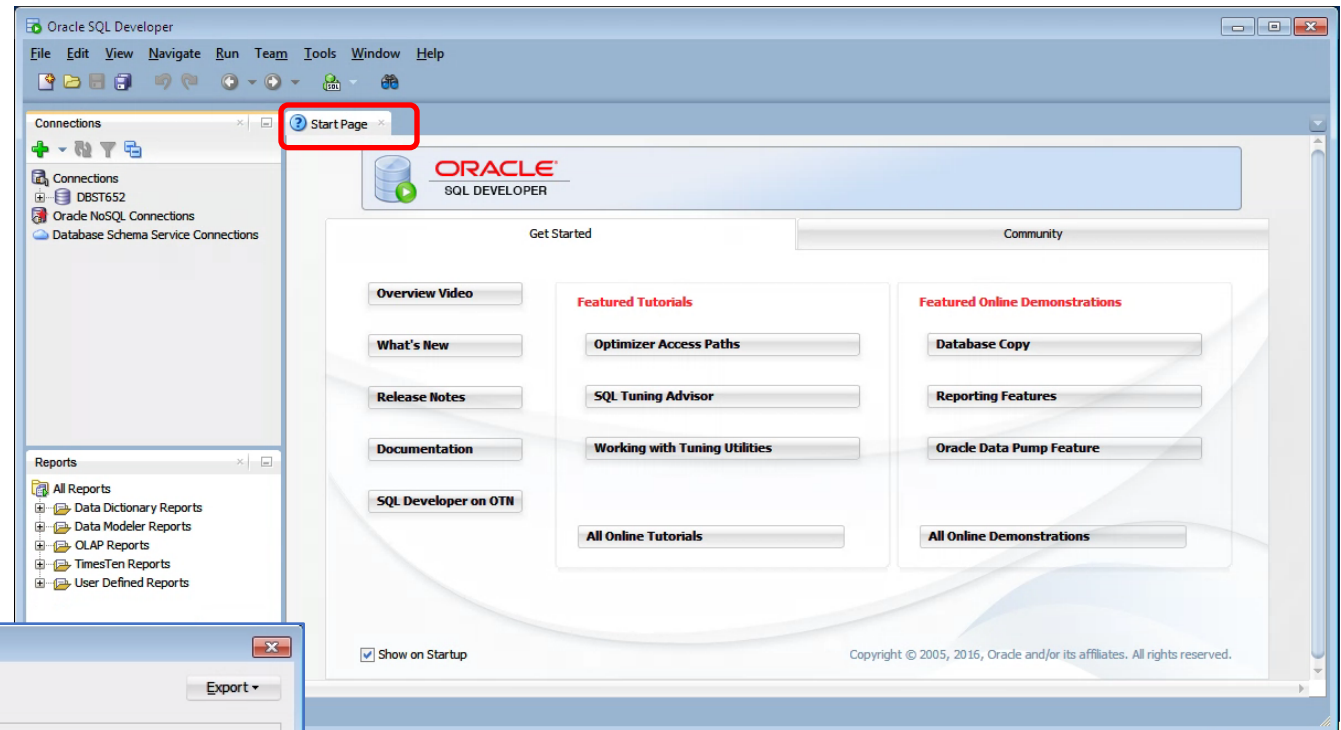 Oracle SQL Developer
File Edit View Navigate Run Team Tools Window Help
SQL
Connections
Start Page
Connections
DBST652
Oracle NoSQL Connections
Database Schema Service Connections
ORACLE
SQL DEVELOPER
Get Started
Community
Overview Video
What's New
Release Notes
Documentation
SQL Developer on OTN
Featured Tutorials
Optimizer Access Paths
SQL Tuning Advisor
Working with Tuning Utilities
All Online Tutorials
Featured Online Demonstrations
Database Copy
Reporting Features
Oracle Data Pump Feature
All Online Demonstrations
Reports
All Reports
Data Dictionary Reports
Data Modeler Reports
OLAP Reports
TimesTen Reports
User Defined Reports
Show on Startup
Copyright © 2005, 2016, Oracle and/or its affiliates. All rights reserved.
Export